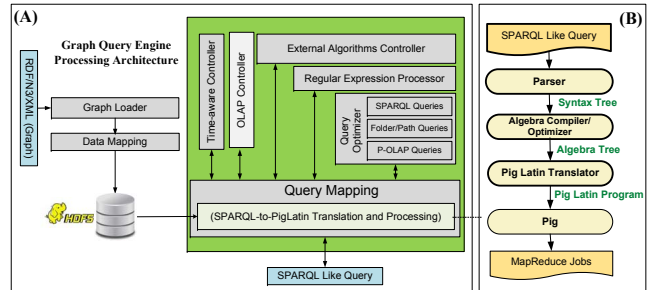 (A)
Graph Query Engine
Processing Architecture
RDF/N3/XML (Graph)
Graph Loader
Data Mapping
HDFS
Time-aware Controller
OLAP Controller
External Algorithms Controller
Regular Expression Processor
Query
Optimizer
SPARQL Queries
Folder/Path Queries
P-OLAP Queries
Query Mapping
(SPARQL-to-PigLatin Translation and Processing)
SPARQL Like Query
(B)
SPARQL Like Query
Parser
Syntax Tree
Algebra Compiler/
Optimizer
Algebra Tree
Pig Latin Translator
Pig Latin Program
Pig
MapReduce Jobs